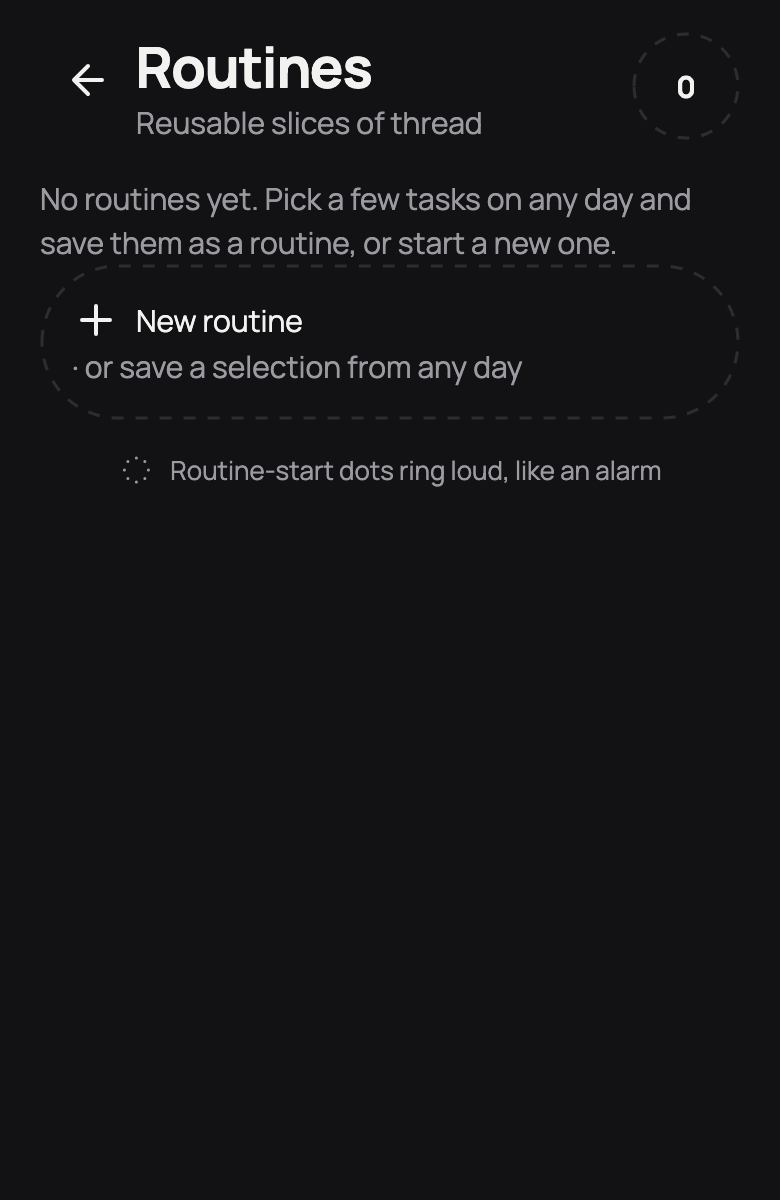 Routines
0
Reusable slices of thread
No routines yet. Pick a few tasks on any day and
save them as a routine, or start a new one.
New routine
· or save a selection from any day
Routine-start dots ring loud, like an alarm